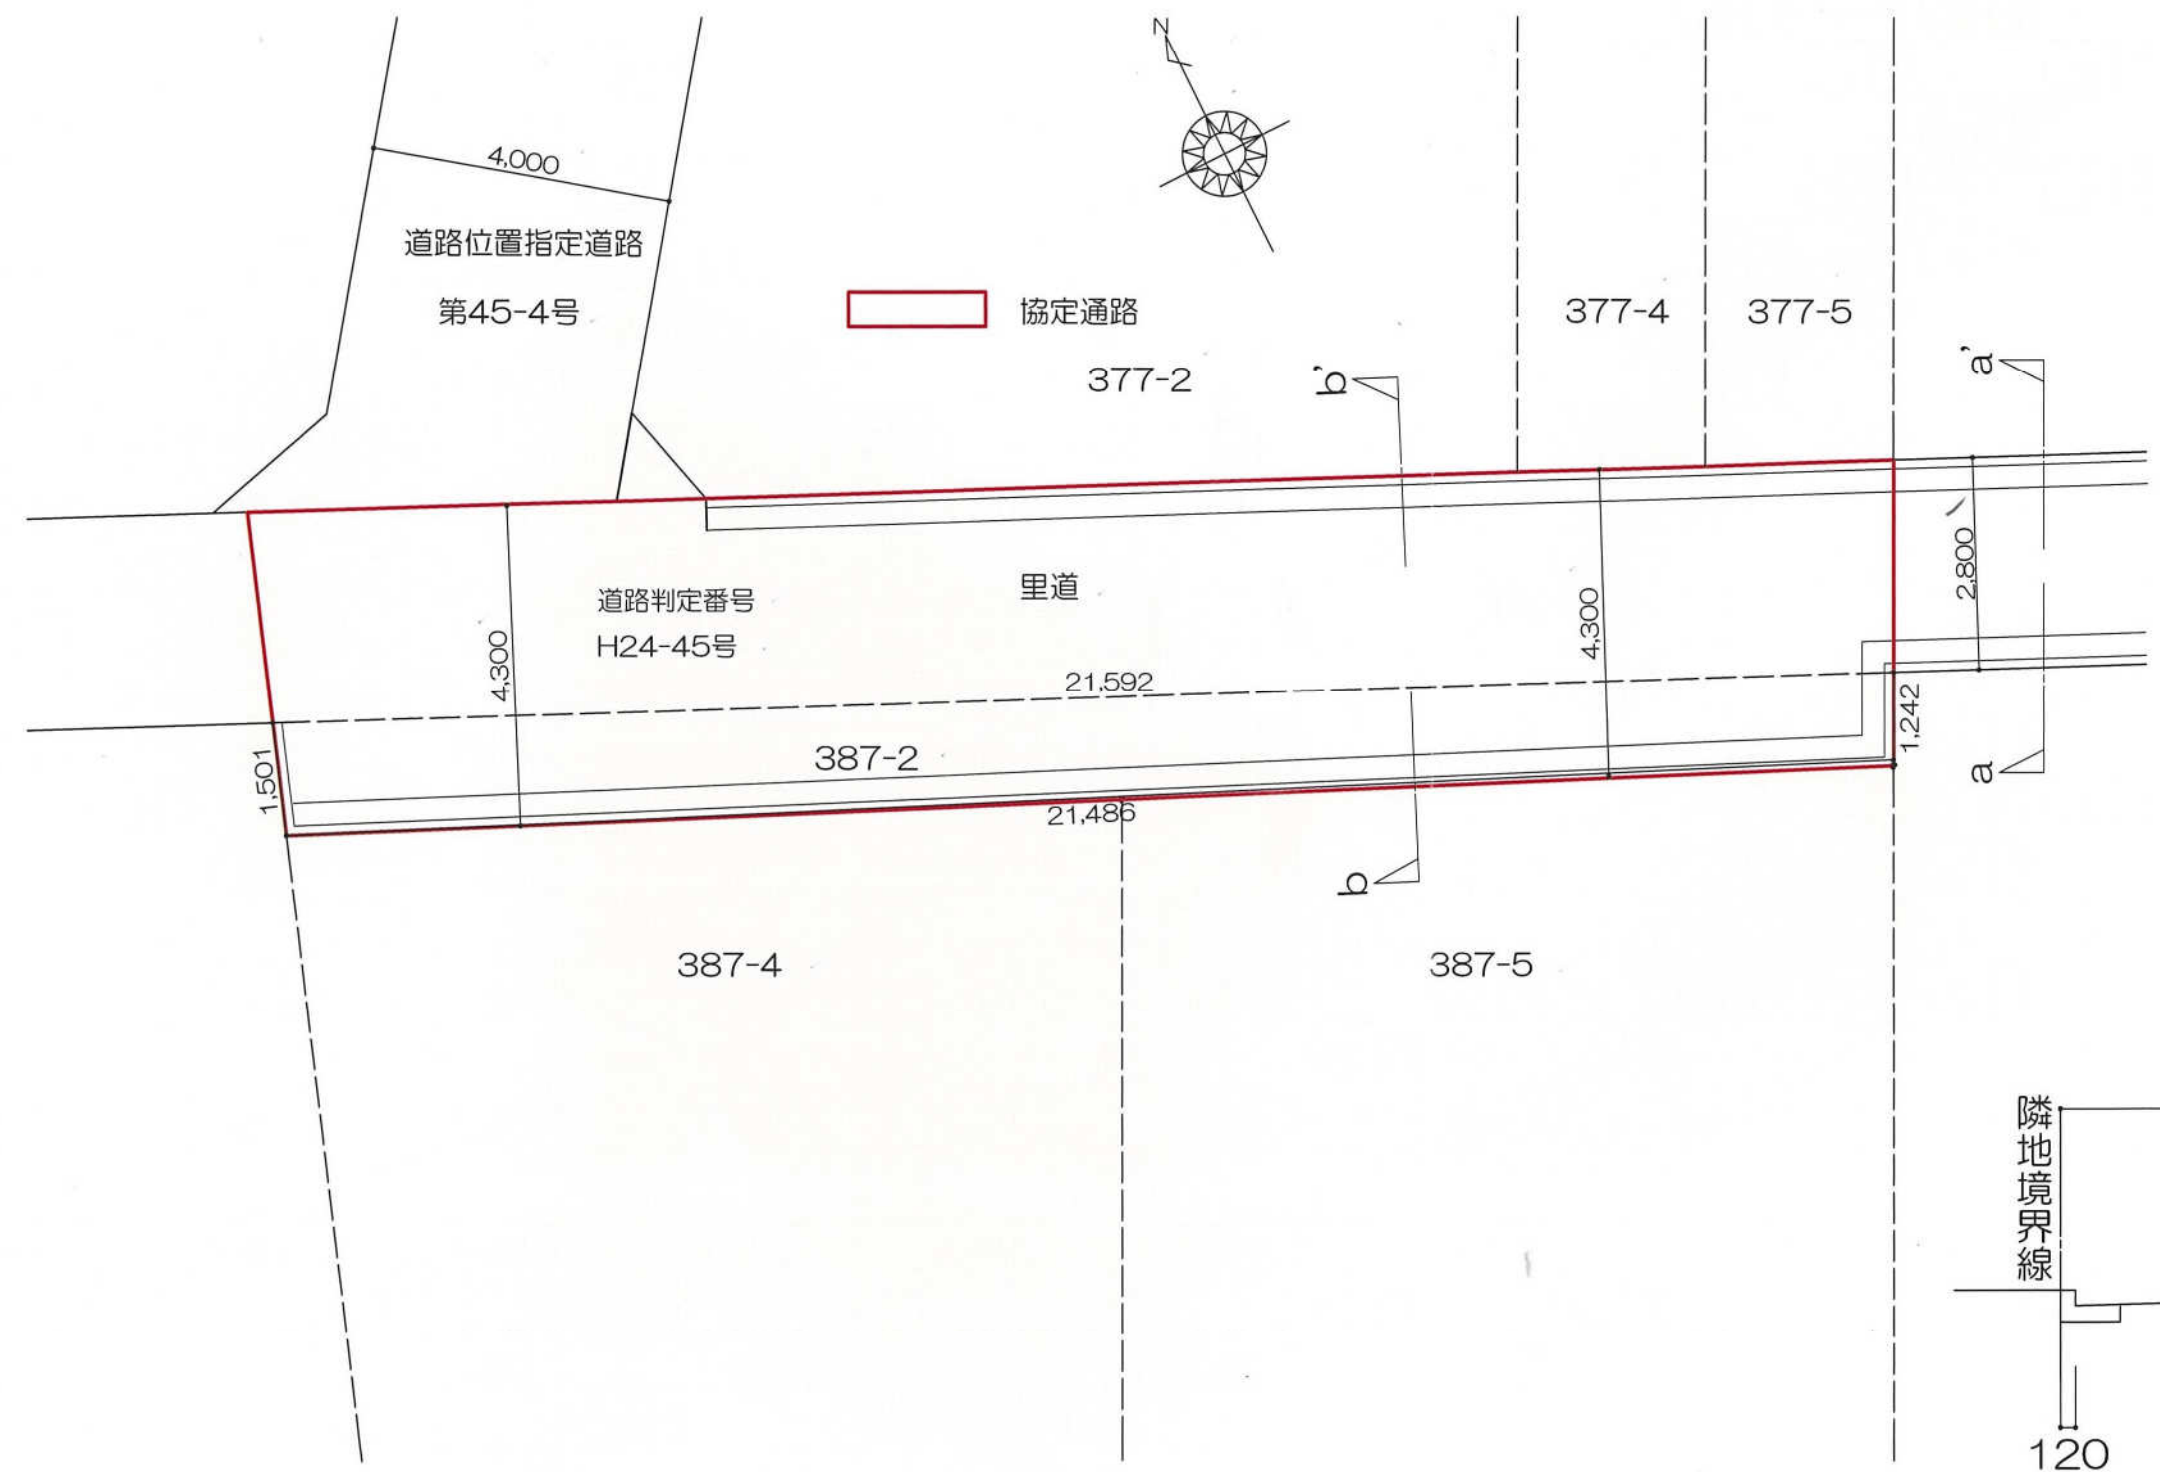 N
4,000
道路位置指定道路
第45-4号
協定通路
377-4
377-5
377-2
b'
a'
道路判定番号
H24-45号
里道
4,300
4,300
2,800
21,592
1,242
387-2
1,501
21,486
a
b
387-4
387-5
隣地境界線
120